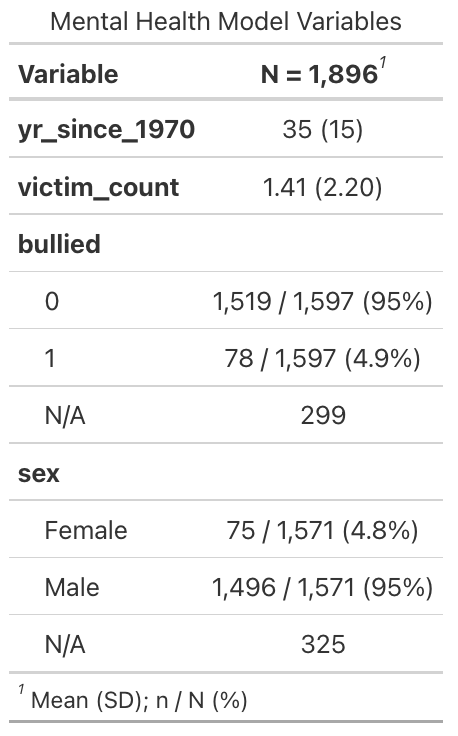 Mental Health Model Variables
Variable N = 1,896¹
yr_since_1970 35 (15)
victim_count 1.41 (2.20)
bullied
0 1,519 / 1,597 (95%)
1 78 / 1,597 (4.9%)
N/A 299
sex
Female 75 / 1,571 (4.8%)
Male 1,496 / 1,571 (95%)
N/A 325
¹ Mean (SD); n / N (%)